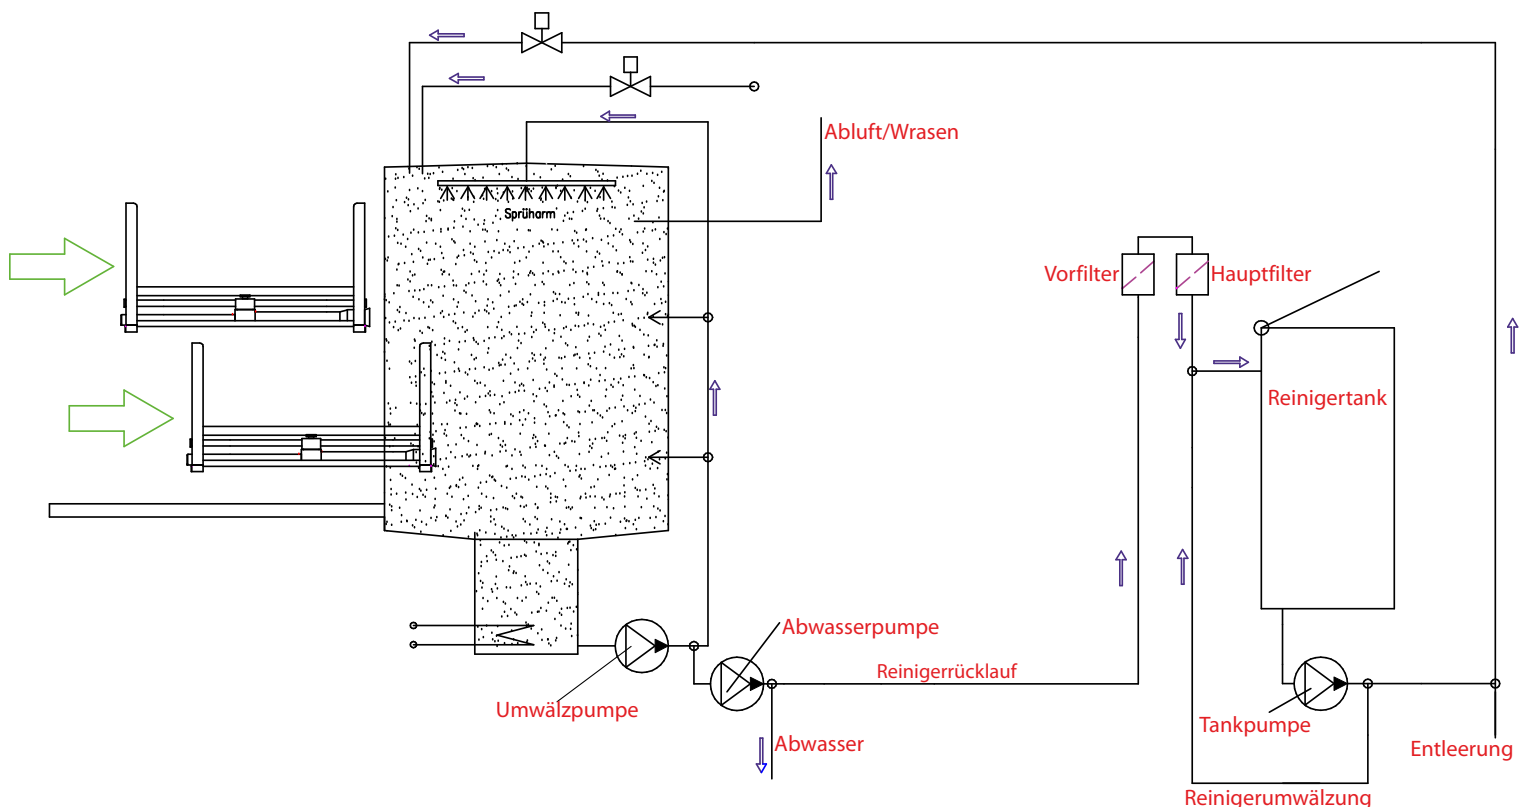 Abluft/Wrasen
Sprüharm
Vorfilter
Hauptfilter
Reinigertank
Abwasserpumpe
Reinigerrücklauf
Umwälzpumpe
Tankpumpe
Abwasser
Entleerung
Reinigerumwälzung